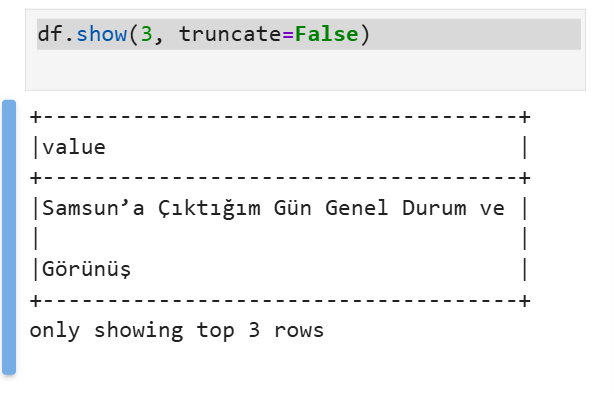 df.show(3, truncate=False)
+-------------------------------------+
|value                                |
+-------------------------------------+
|Samsun’a Çıktığım Gün Genel Durum ve |
|                                     |
|Görünüş                              |
+-------------------------------------+
only showing top 3 rows